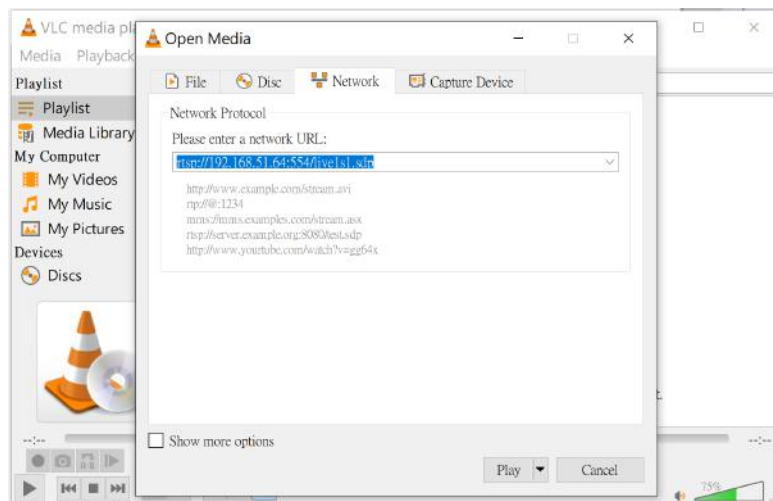 VLC media pl
Media Playback
Playlist
Playlist
Media Library
My Computer
My Videos
My Music
My Pictures
Devices
Discs
Open Media
File Disc Network Capture Device
Network Protocol
Please enter a network URL:
rtsp://192.168.51.64:554/live1s1.sdp
http://www.example.com/stream.avi
rtp://@:1234
mms://mms.examples.com/stream.asx
rtsp://server.example.org:8080/test.sdp
http://www.yourtube.com/watch?v=gg64x
Show more options
Play Cancel
t.
--:-- --:--
75%